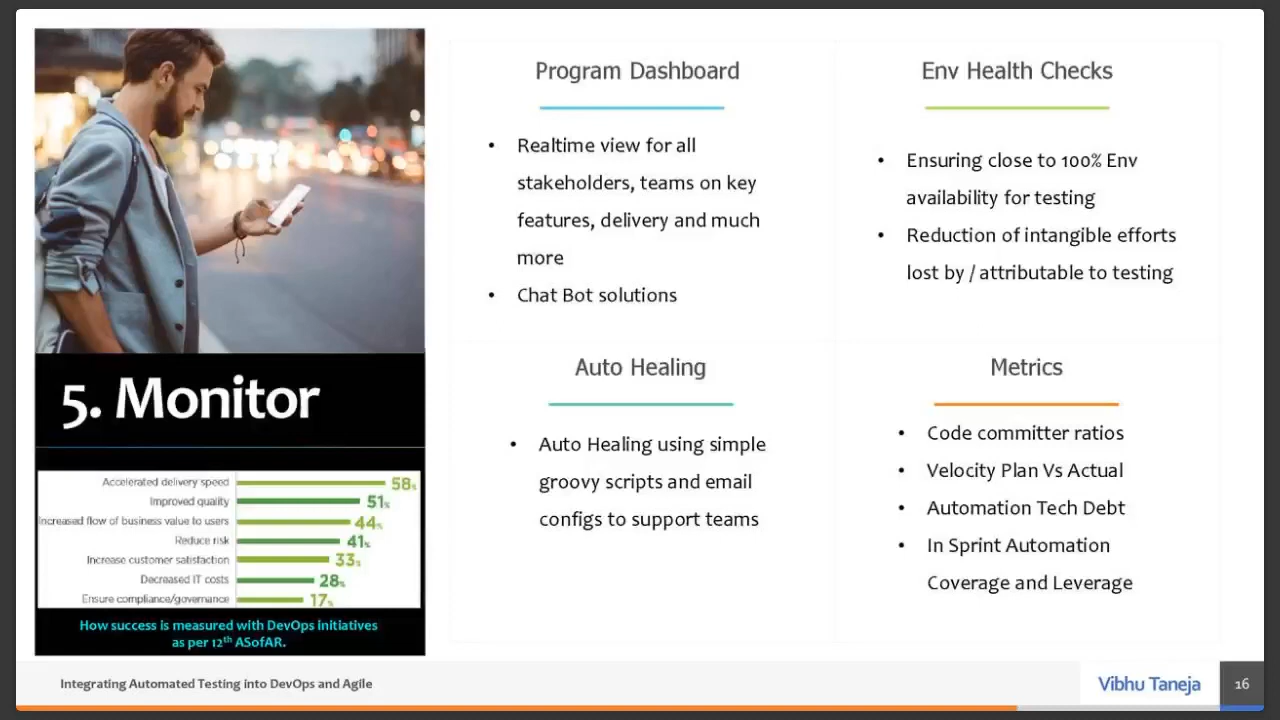 Program Dashboard
• Realtime view for all
stakeholders, teams on key
features, delivery and much
more
• Chat Bot solutions
Env Health Checks
• Ensuring close to 100% Env
availability for testing
• Reduction of intangible efforts
lost by / attributable to testing
5. Monitor
Auto Healing
• Auto Healing using simple
groovy scripts and email
configs to support teams
Metrics
• Code committer ratios
• Velocity Plan Vs Actual
• Automation Tech Debt
• In Sprint Automation
Coverage and Leverage
Accelerated delivery speed 58%
Improved quality 51%
Increased flow of business value to users 44%
Reduce risk 41%
Increase customer satisfaction 33%
Decreased IT costs 28%
Ensure compliance/governance 17%
How success is measured with DevOps initiatives
as per 12th ASofAR.
Integrating Automated Testing into DevOps and Agile
Vibhu Taneja
16